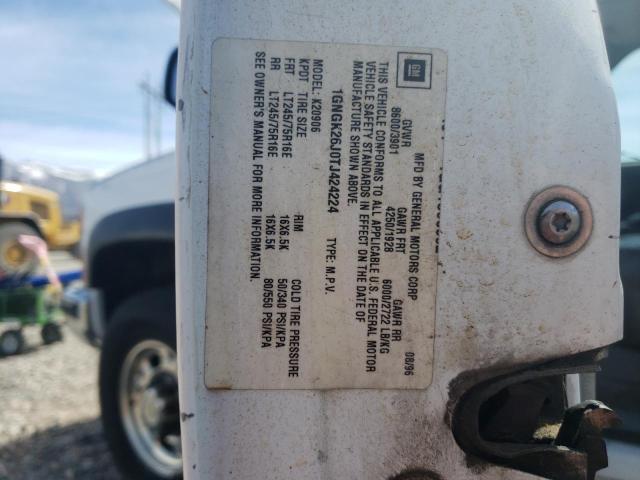 GM
MFD BY GENERAL MOTORS CORP 08/96
GVWR GAWR FRT GAWR RR
8600/3901 4250/1928 6000/2722 LB/KG
THIS VEHICLE CONFORMS TO ALL APPLICABLE U.S. FEDERAL MOTOR
VEHICLE SAFETY STANDARDS IN EFFECT ON THE DATE OF
MANUFACTURE SHOWN ABOVE.
1GNGK26J0TJ424224 TYPE: M.P.V.
MODEL: K20906
KPDT TIRE SIZE RIM COLD TIRE PRESSURE
FRT LT245/75R16E 16X6.5K 50/340 PSI/KPA
RR LT245/75R16E 16X6.5K 80/550 PSI/KPA
SEE OWNER'S MANUAL FOR MORE INFORMATION.